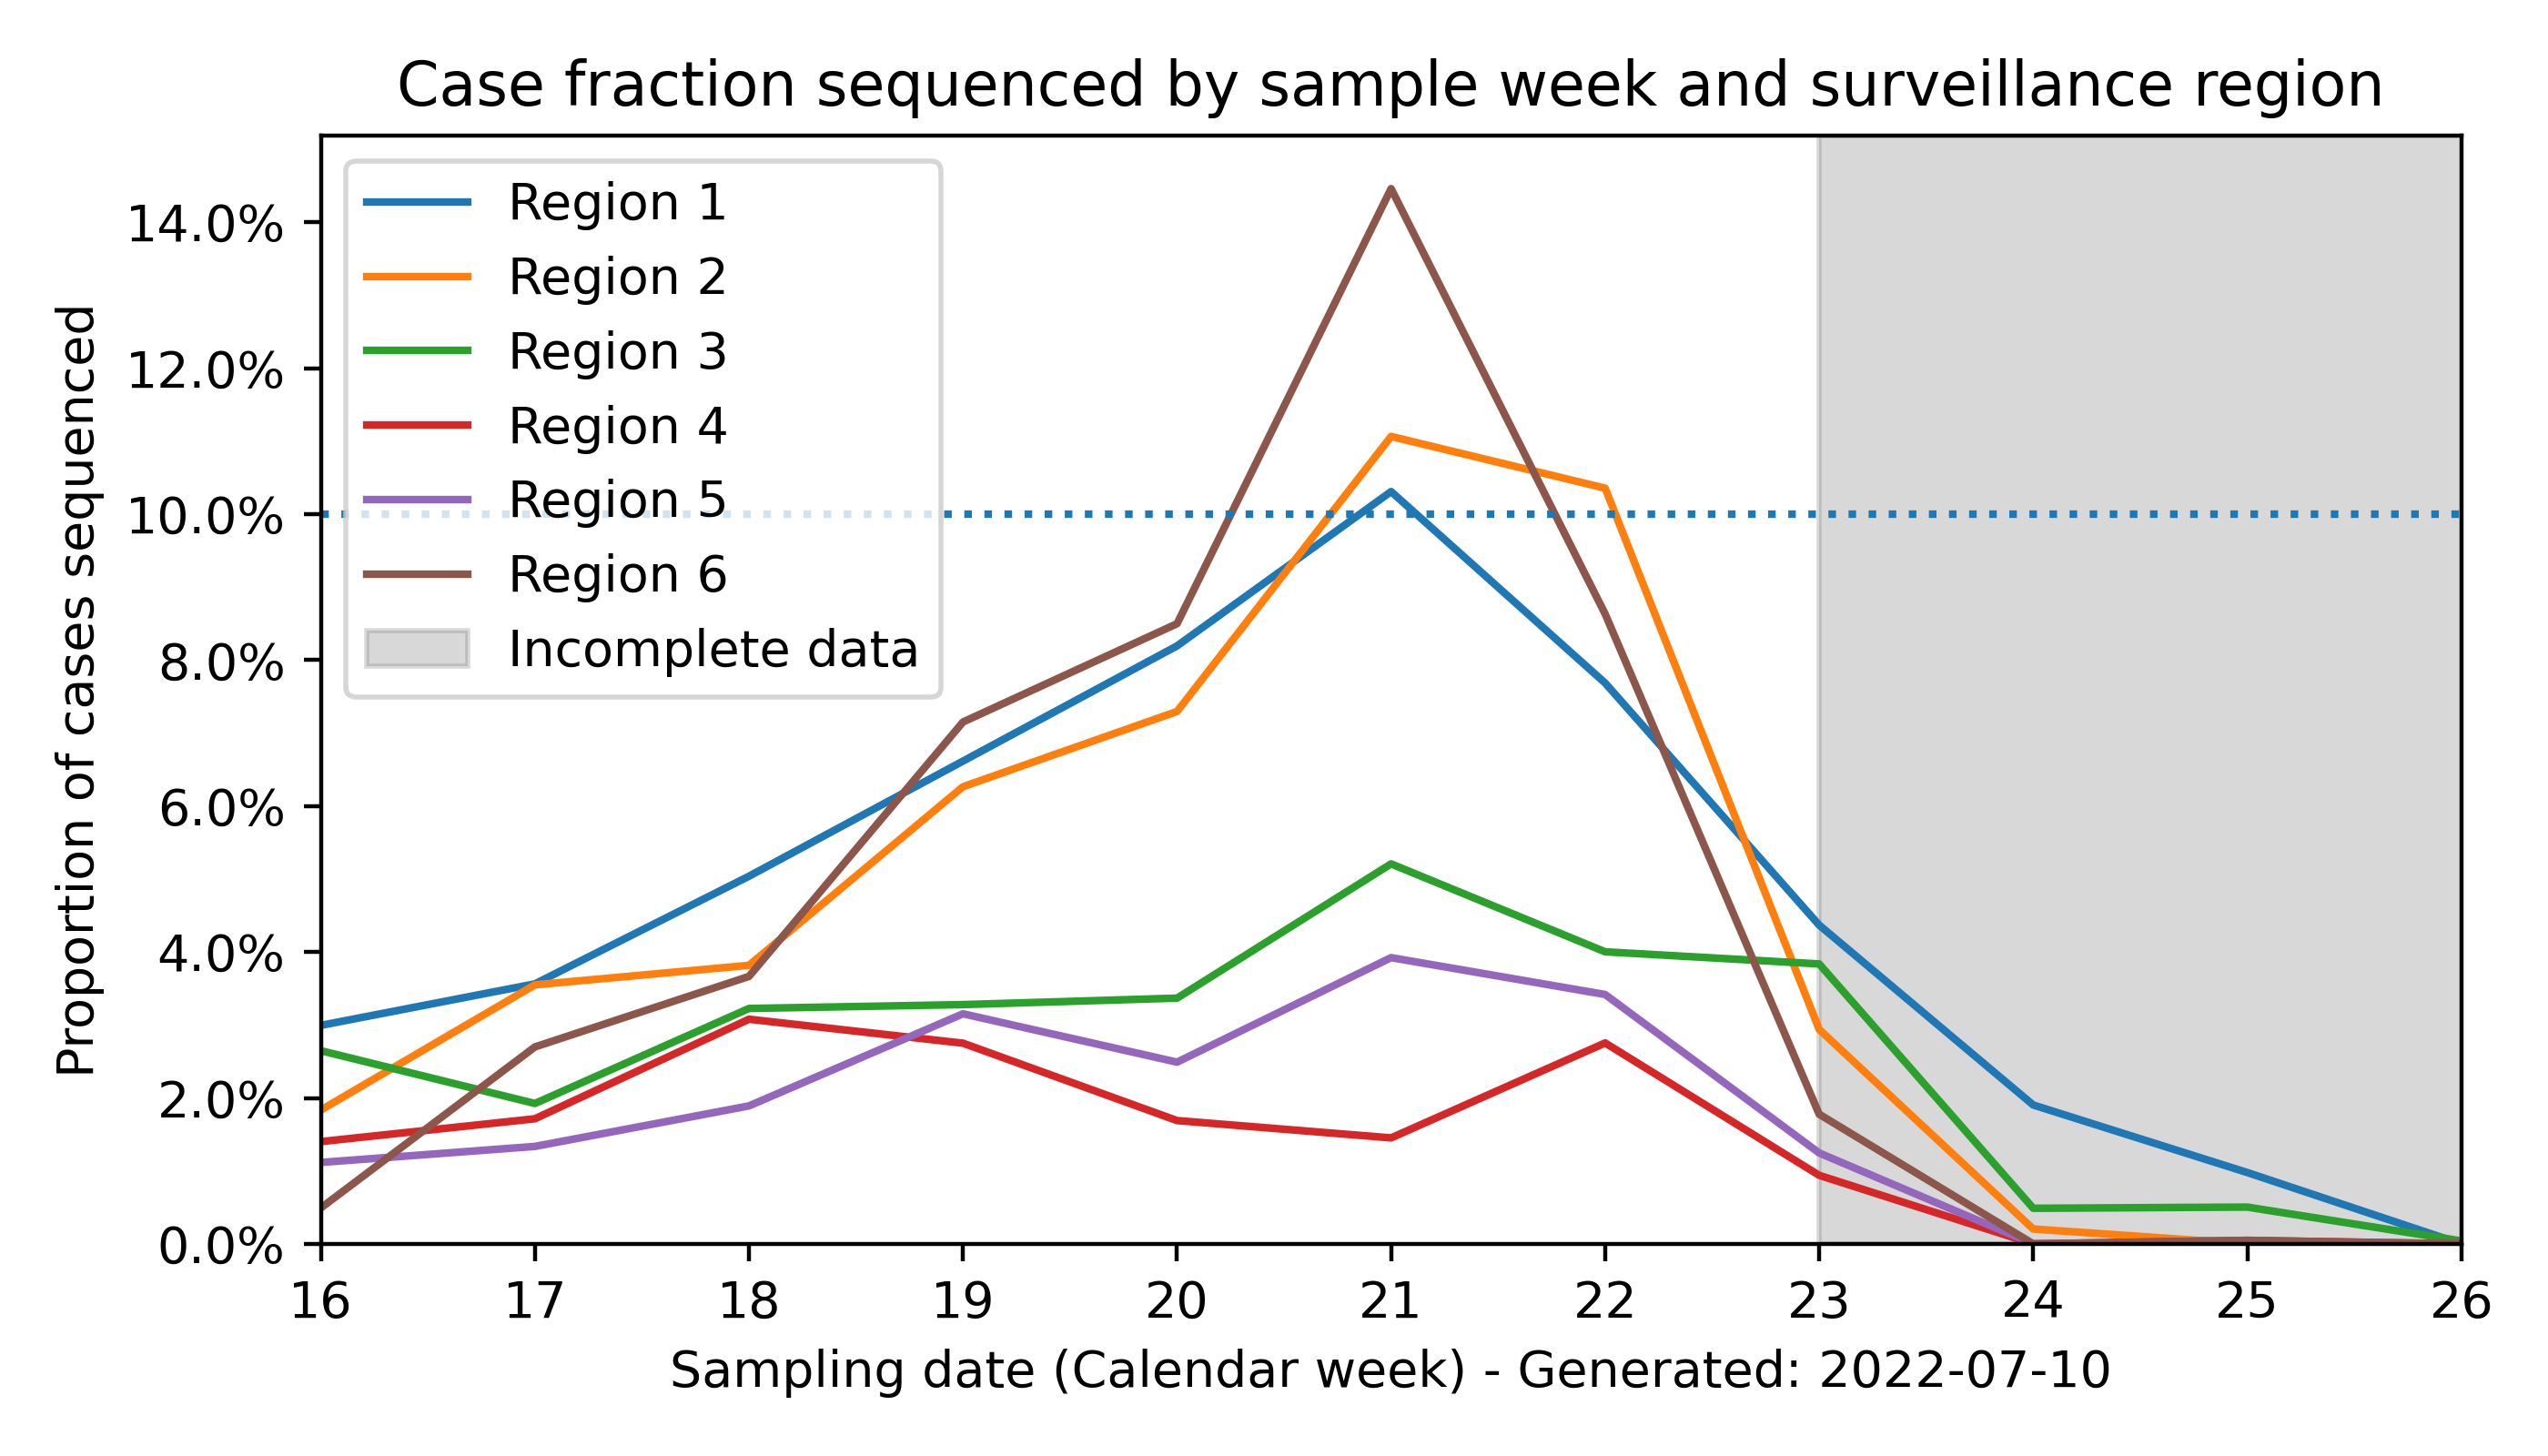 Case fraction sequenced by sample week and surveillance region
Proportion of cases sequenced
14.0%
12.0%
10.0%
8.0%
6.0%
4.0%
2.0%
0.0%
Region 1
Region 2
Region 3
Region 4
Region 5
Region 6
Incomplete data
16 17 18 19 20 21 22 23 24 25 26
Sampling date (Calendar week) - Generated: 2022-07-10